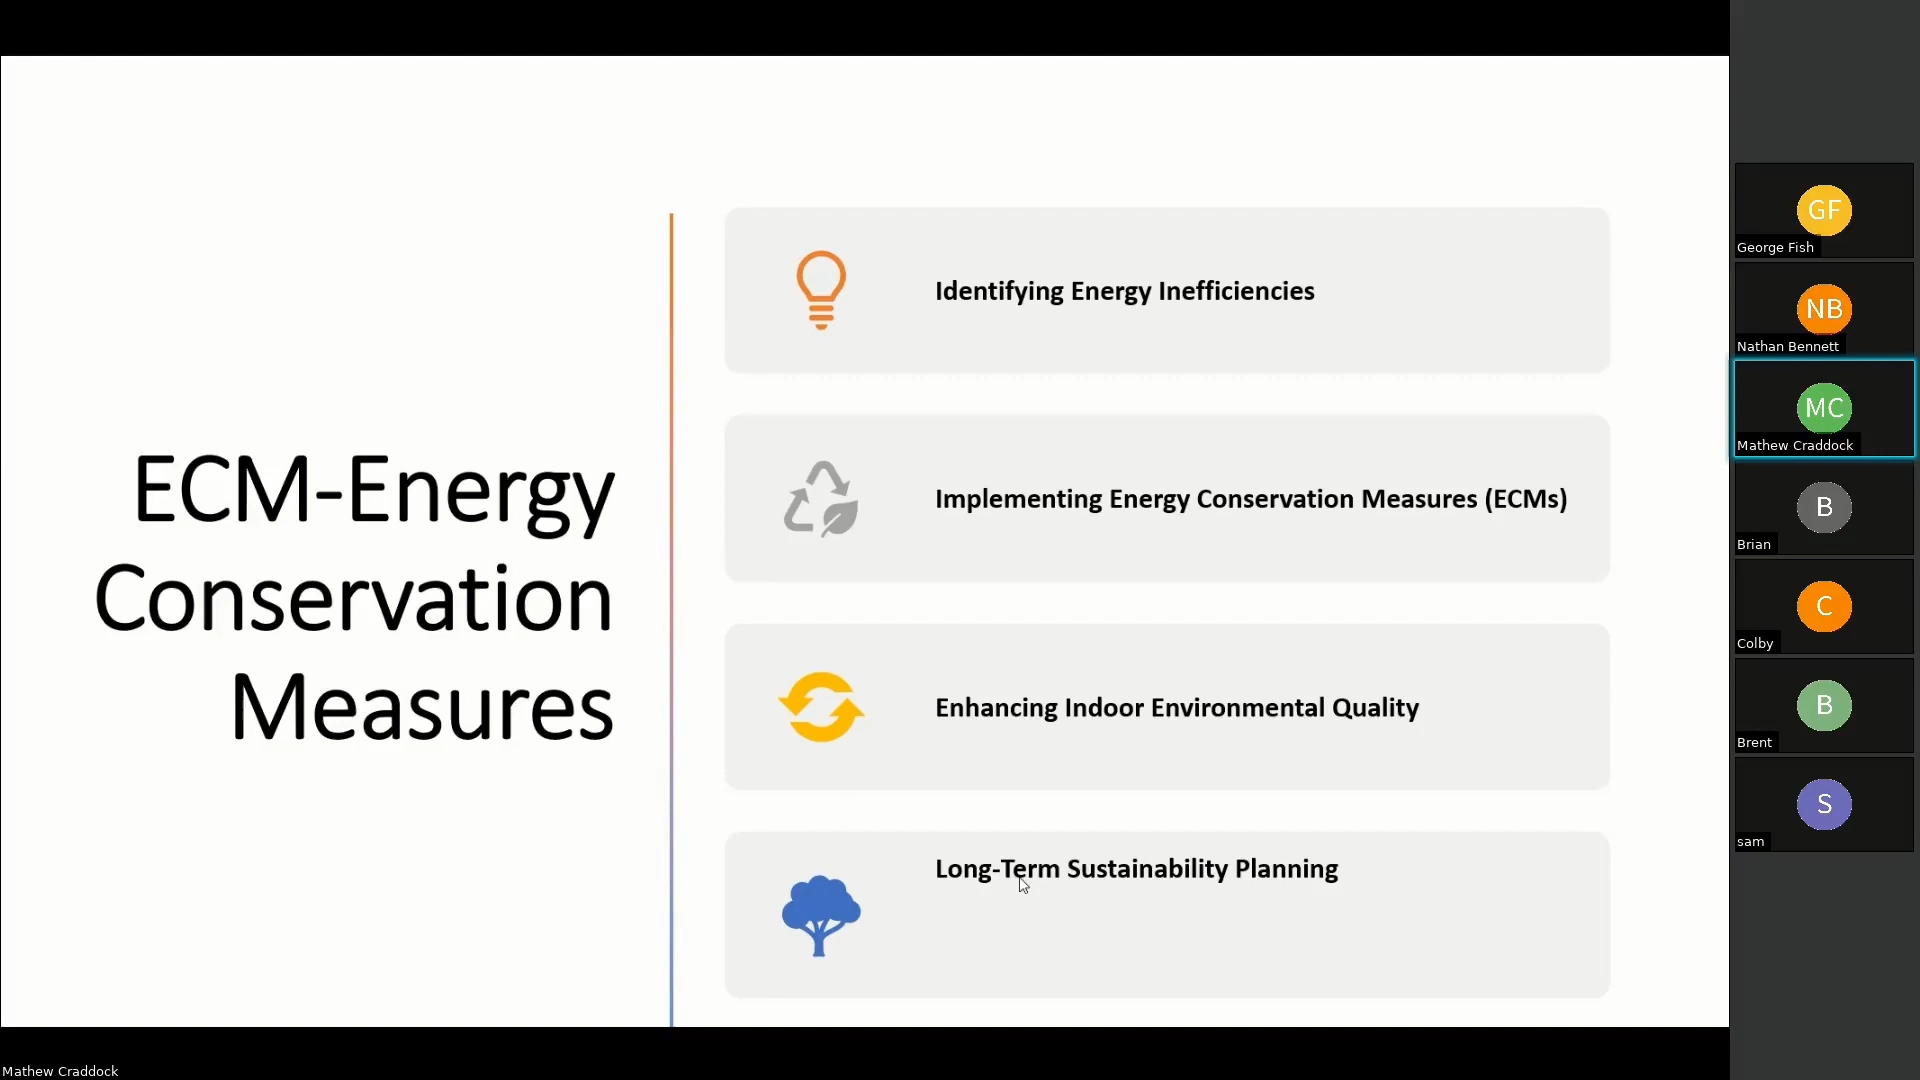 ECM-Energy
Conservation
Measures
Identifying Energy Inefficiencies
Implementing Energy Conservation Measures (ECMs)
Enhancing Indoor Environmental Quality
Long-Term Sustainability Planning
GF
George Fish
NB
Nathan Bennett
MC
Mathew Craddock
B
Brian
C
Colby
B
Brent
S
sam
Mathew Craddock